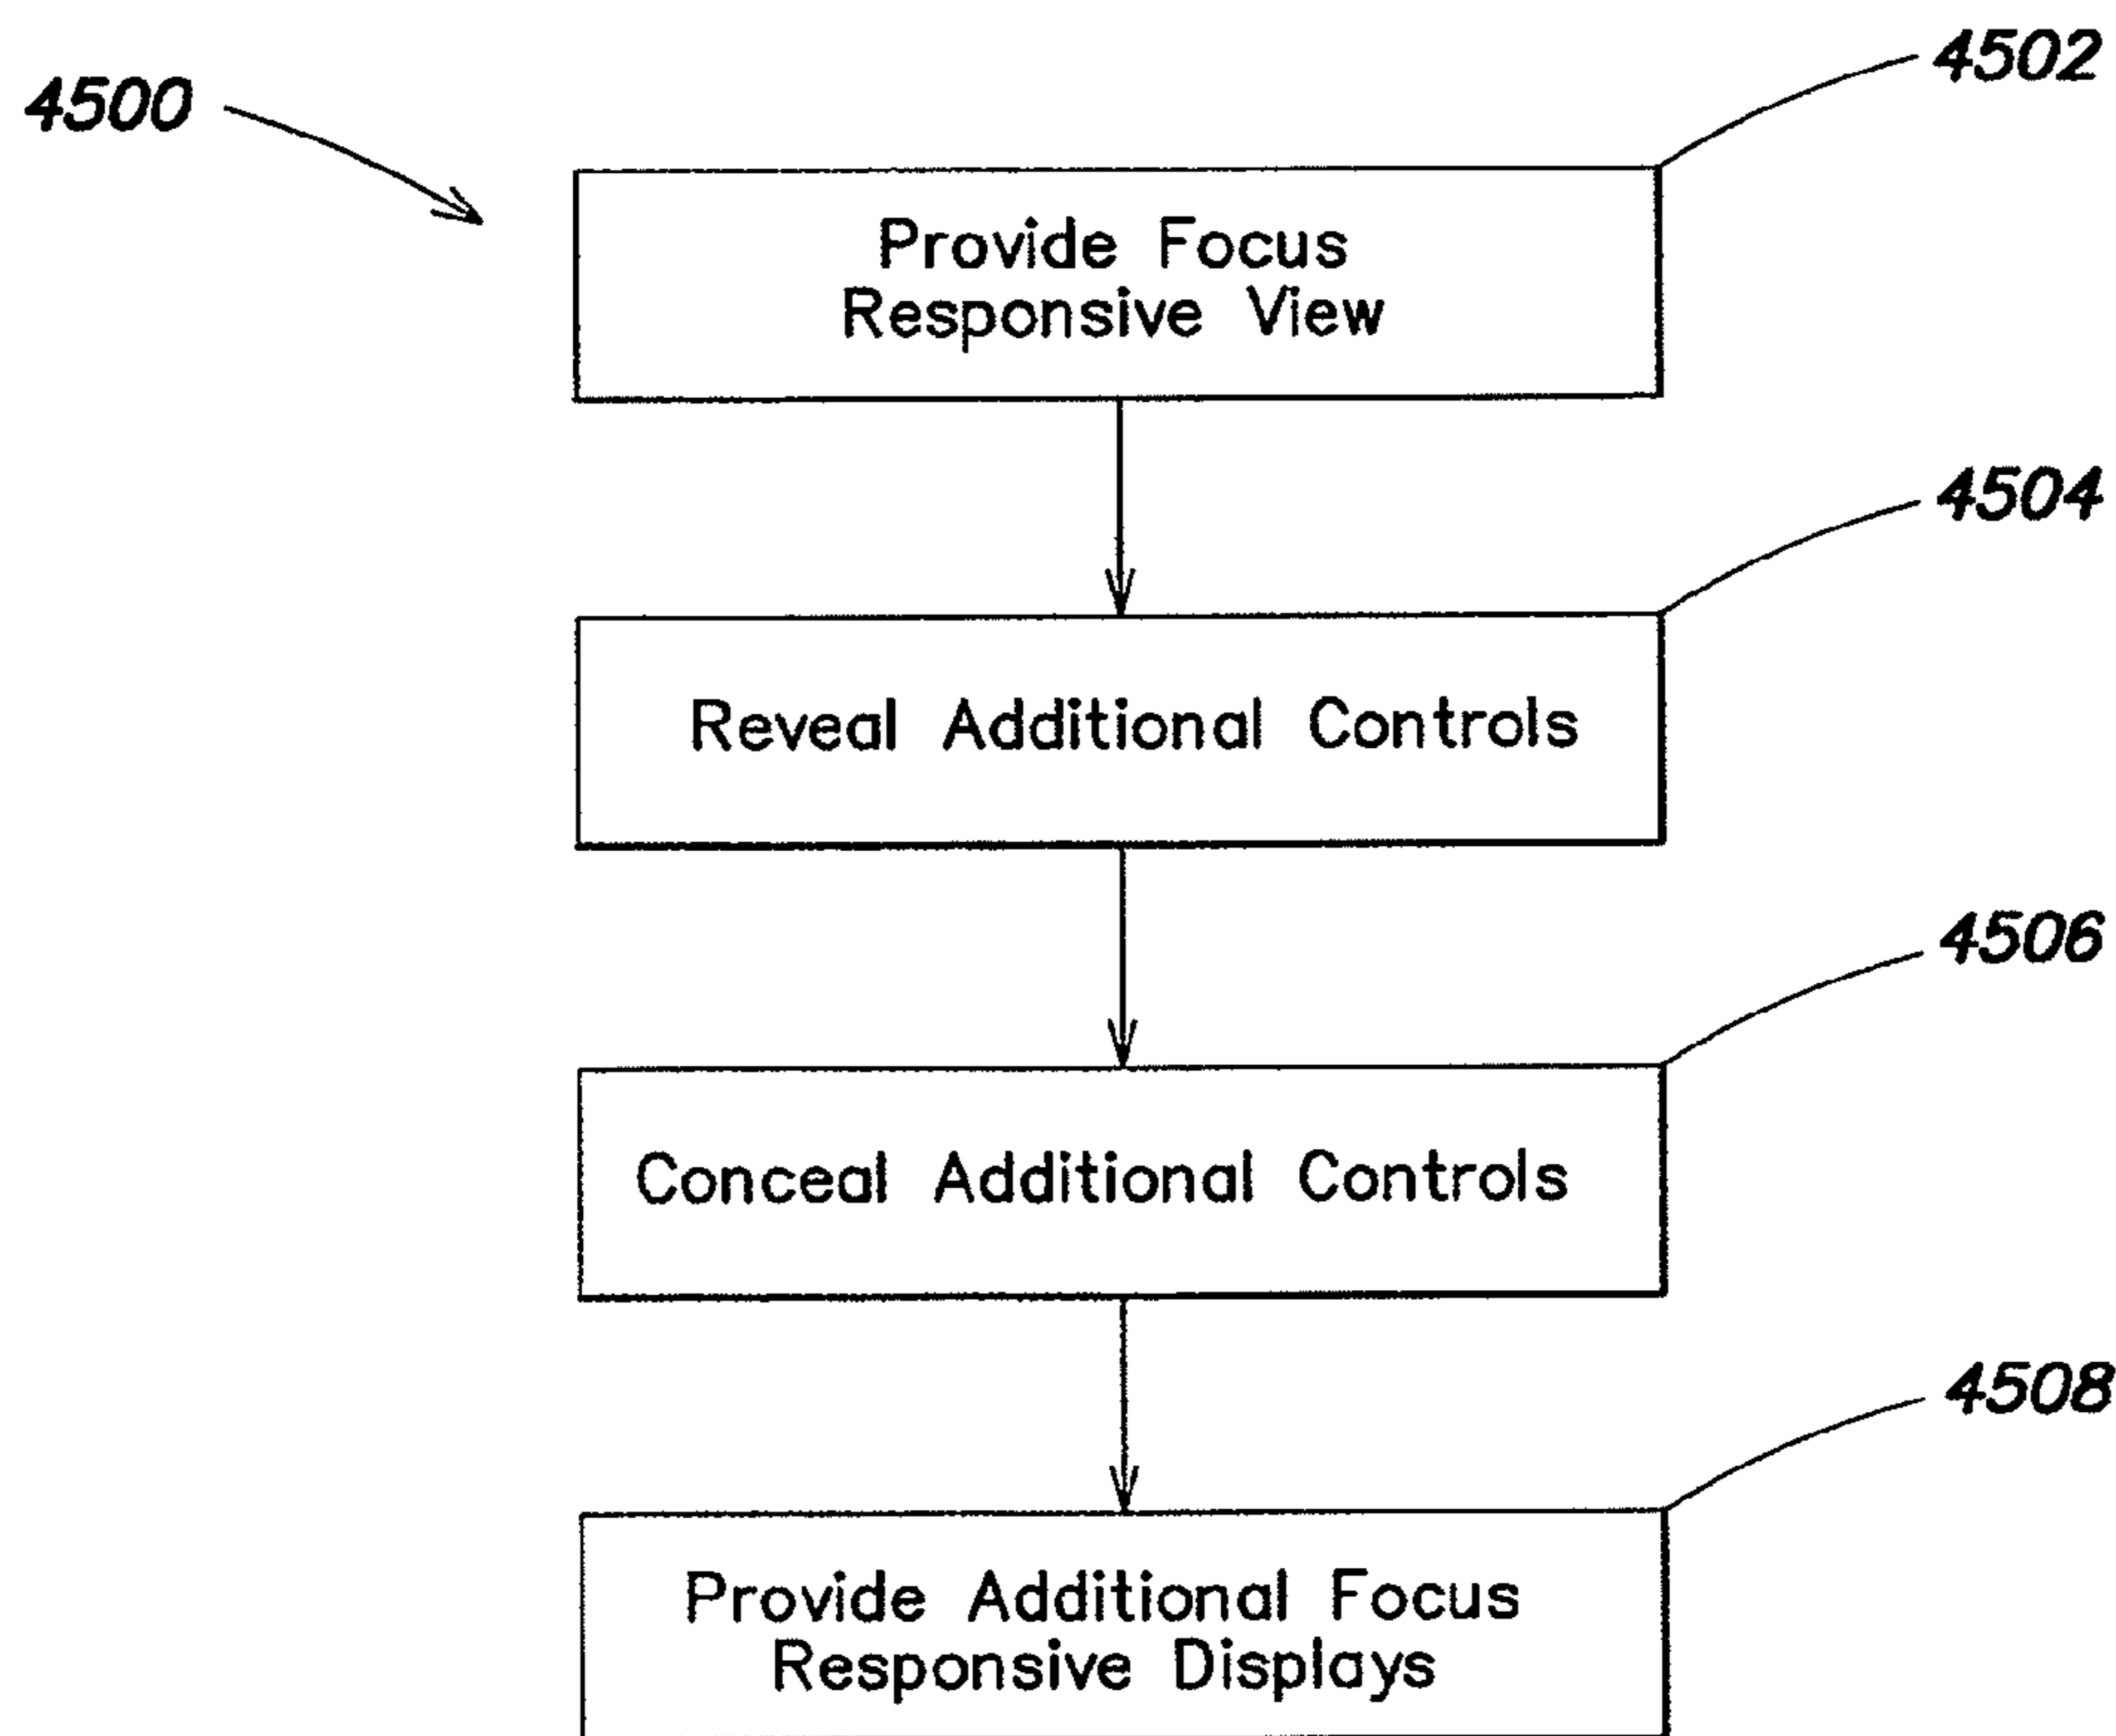 4502
4500
Provide Focus
Responsive View
4504
Reveal Additional Controls
4506
Conceal Additional Controls
4508
Provide Additional Focus
Responsive Displays